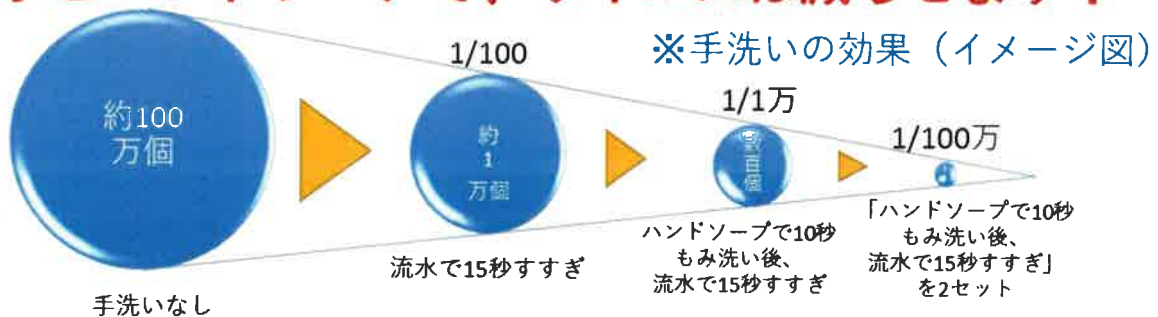 ※手洗いの効果（イメージ図）
約100
万個
手洗いなし
1/100
約
1
万個
流水で15秒すすぎ
1/1万
数百個
ハンドソープで10秒
もみ洗い後、
流水で15秒すすぎ
1/100万
「ハンドソープで10秒
もみ洗い後、
流水で15秒すすぎ」
を2セット